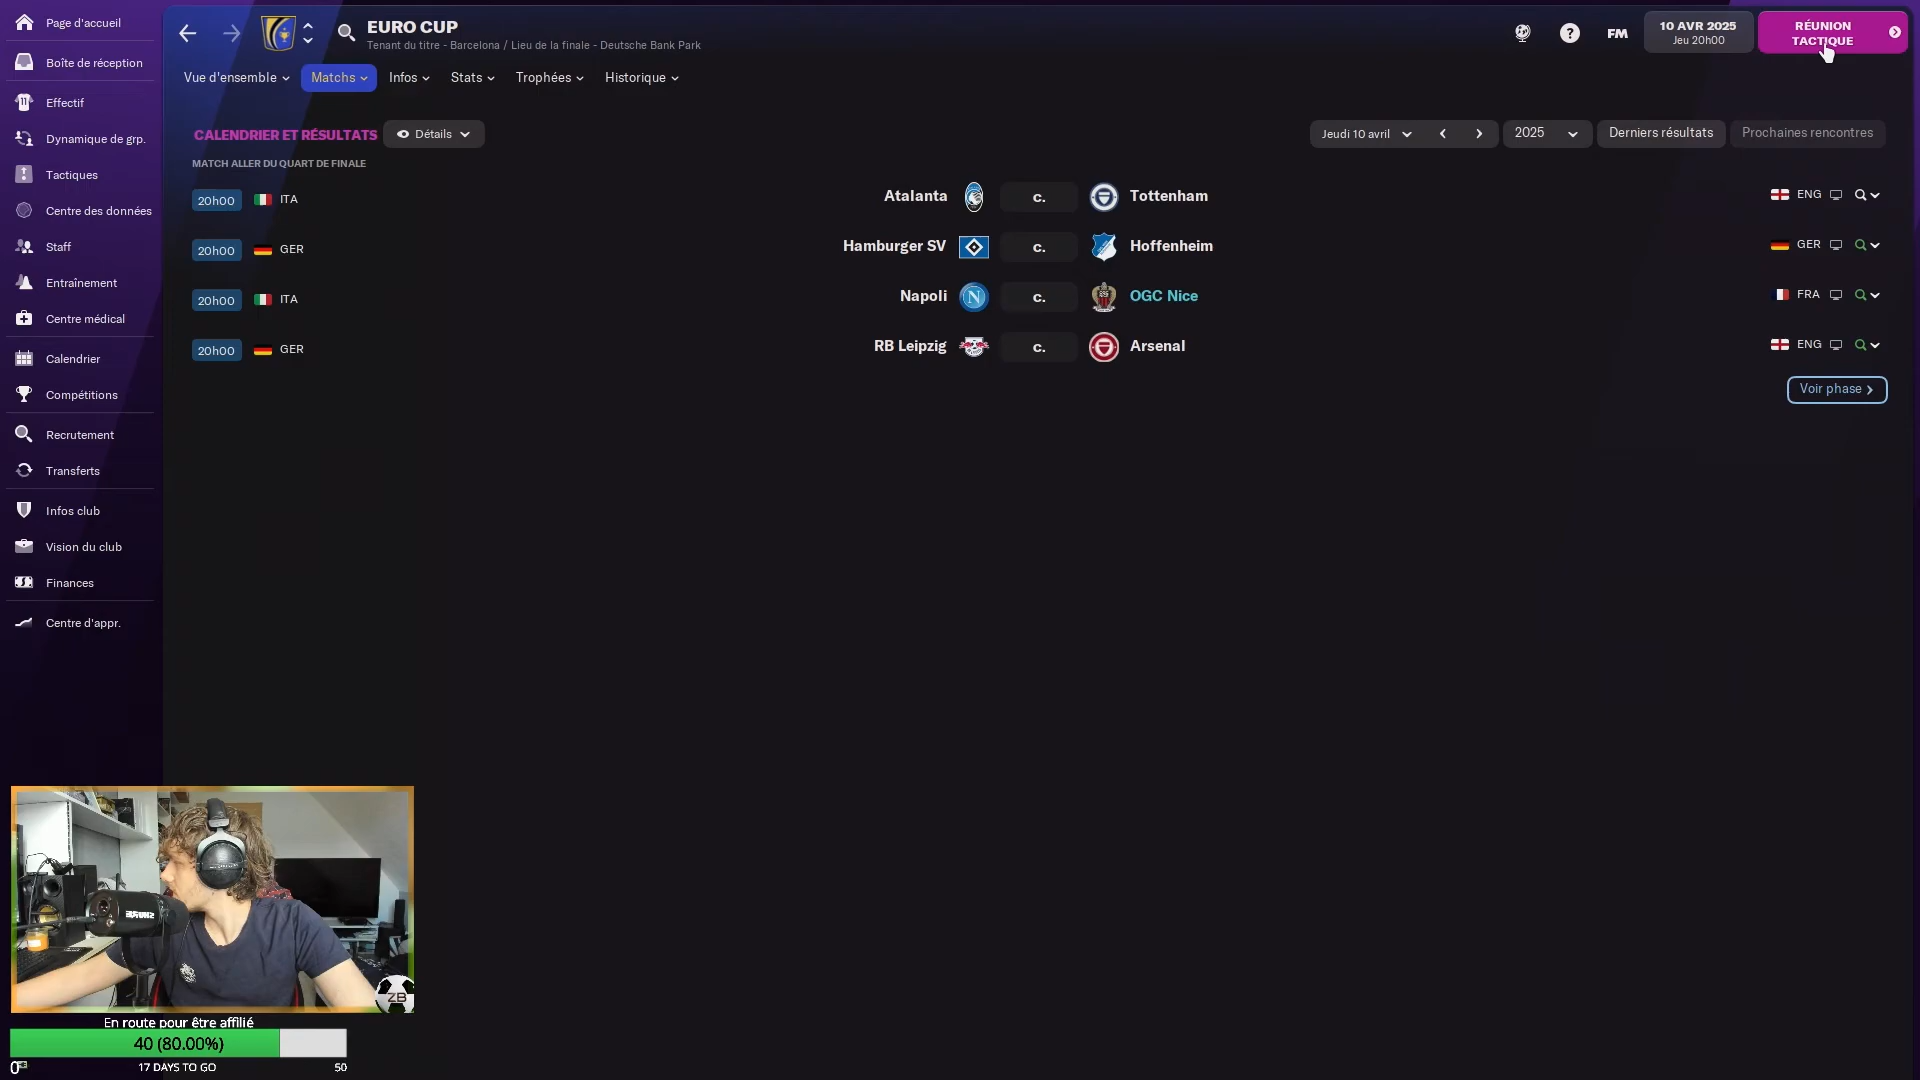 Page d'accueil
Boîte de réception
Effectif
Dynamique de grp.
Tactiques
Centre des données
Staff
Entraînement
Centre médical
Calendrier
Compétitions
Recrutement
Transferts
Infos club
Vision du club
Finances
Centre d'appr.
EURO CUP
Tenant du titre - Barcelona / Lieu de la finale - Deutsche Bank Park
FM
10 AVR 2025
Jeu 20h00
RÉUNION
TACTIQUE
Vue d'ensemble Matchs Infos Stats Trophées Historique
CALENDRIER ET RÉSULTATS Détails
Jeudi 10 avril 2025 Derniers résultats Prochaines rencontres
MATCH ALLER DU QUART DE FINALE
20h00 ITA Atalanta c. Tottenham ENG
20h00 GER Hamburger SV c. Hoffenheim GER
20h00 ITA Napoli c. OGC Nice FRA
20h00 GER RB Leipzig c. Arsenal ENG
Voir phase
ZB
En route pour être affilié
40 (80.00%)
0 17 DAYS TO GO 50